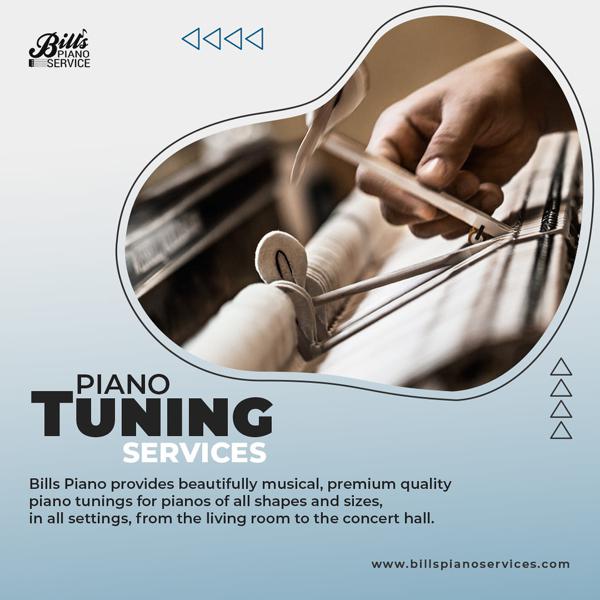 Bill's
PIANO
SERVICE
PIANO
TUNING
SERVICES
Bills Piano provides beautifully musical, premium quality
piano tunings for pianos of all shapes and sizes,
in all settings, from the living room to the concert hall.
www.billspianoservices.com